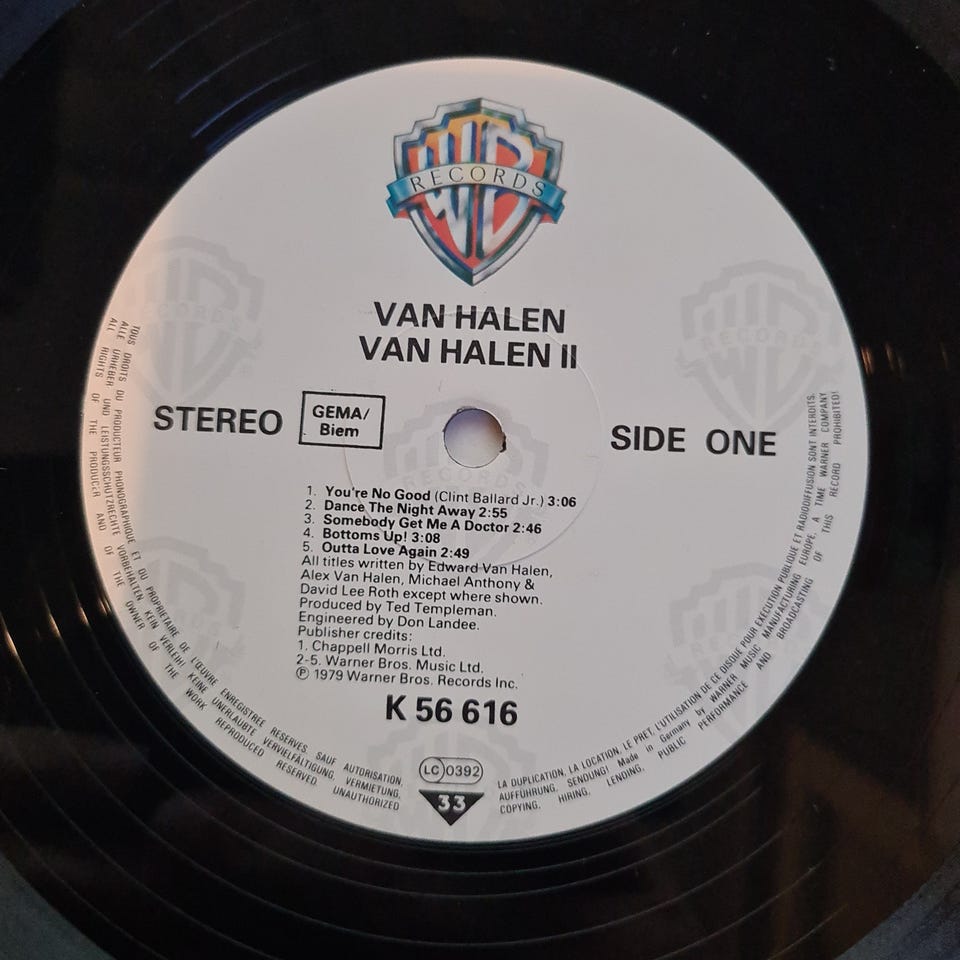 WB
RECORDS
VAN HALEN
VAN HALEN II
STEREO
GEMA/
Biem
SIDE ONE
1. You're No Good (Clint Ballard Jr.) 3:06
2. Dance The Night Away 2:55
3. Somebody Get Me A Doctor 2:46
4. Bottoms Up! 3:08
5. Outta Love Again 2:49
All titles written by Edward Van Halen,
Alex Van Halen, Michael Anthony &
David Lee Roth except where shown.
Produced by Ted Templeman.
Engineered by Don Landee.
Publisher credits:
1. Chappell Morris Ltd.
2-5. Warner Bros. Music Ltd.
℗ 1979 Warner Bros. Records Inc.
K 56 616
LC 0392
33
TOUS DROITS DU PRODUCTEUR PHONOGRAPHIQUE ET DU PROPRIETAIRE DE L'ŒUVRE ENREGISTREE RESERVES. SAUF AUTORISATION
ALLE URHEBER UND LEISTUNGSSCHUTZRECHTE VORBEHALTEN KEIN VERLEIH! KEINE UNERLAUBTE VERVIELFÄLTIGUNG, VERMIETUNG,
ALL RIGHTS OF THE PRODUCER AND OF THE OWNER OF THE WORK REPRODUCED RESERVED. UNAUTHORIZED
LA DUPLICATION, LA LOCATION, LE PRET, L'UTILISATION DE CE DISQUE POUR EXECUTION PUBLIQUE ET RADIODIFFUSION SONT INTERDITS.
AUFFÜHRUNG, SENDUNG! Made in Germany by WARNER MUSIC MANUFACTURING EUROPE, A TIME WARNER COMPANY
COPYING, HIRING, LENDING, PUBLIC PERFORMANCE AND BROADCASTING OF THIS RECORD PROHIBITED!